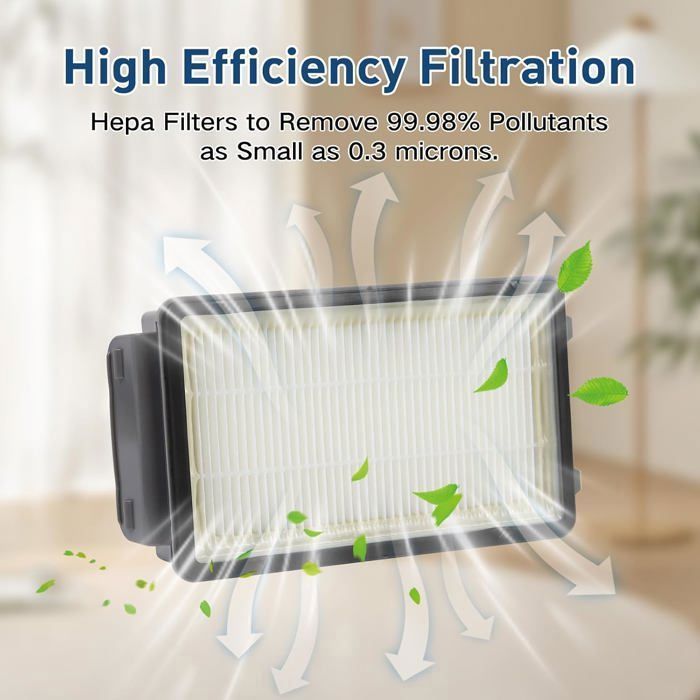 High Efficiency Filtration
Hepa Filters to Remove 99.98% Pollutants
as Small as 0.3 microns.